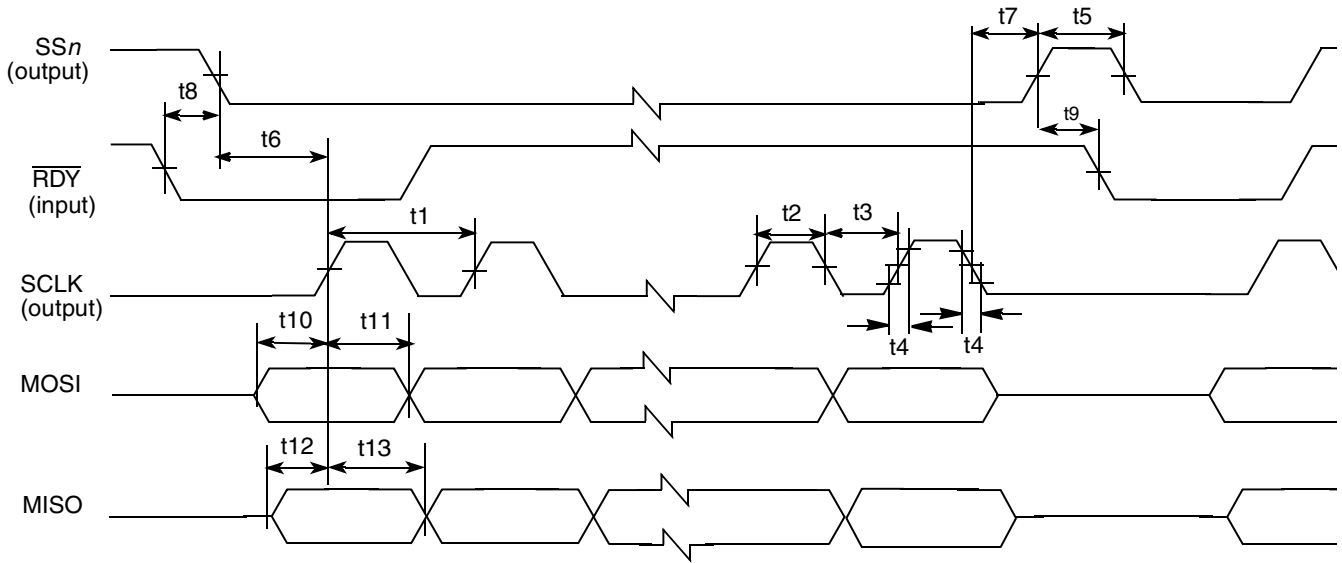 t7 t5
SSn
(output)
t8
t9
t6
RDY
(input)
t1
t2 t3
SCLK
(output)
t10 t11
t4 t4
MOSI
t12 t13
MISO